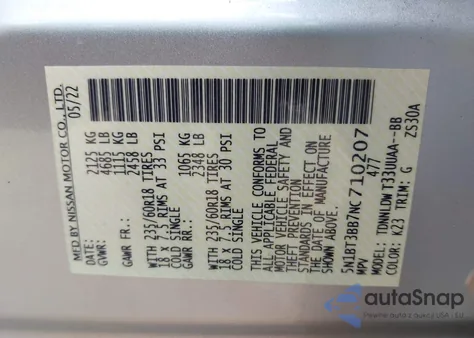 MFD BY NISSAN MOTOR CO., LTD.
05/22
2125 KG
GVWR: 4685 LB
1115 KG
GAWR FR: 2458 LB
WITH 235/60R18 TIRES
18 X 7.5 RIMS AT 33 PSI
COLD SINGLE
1065 KG
GAWR RR: 2348 LB
WITH 235/60R18 TIRES
18 X 7.5 RIMS AT 30 PSI
COLD SINGLE
THIS VEHICLE CONFORMS TO
ALL APPLICABLE FEDERAL
MOTOR VEHICLE SAFETY AND
THEFT PREVENTION
STANDARDS IN EFFECT ON
THE DATE OF MANUFACTURE
SHOWN ABOVE.
5N1BT3BB7NC710207
MPV 477
MODEL:
COLOR: K23 TRIM: G
ZS30A
autoSnap